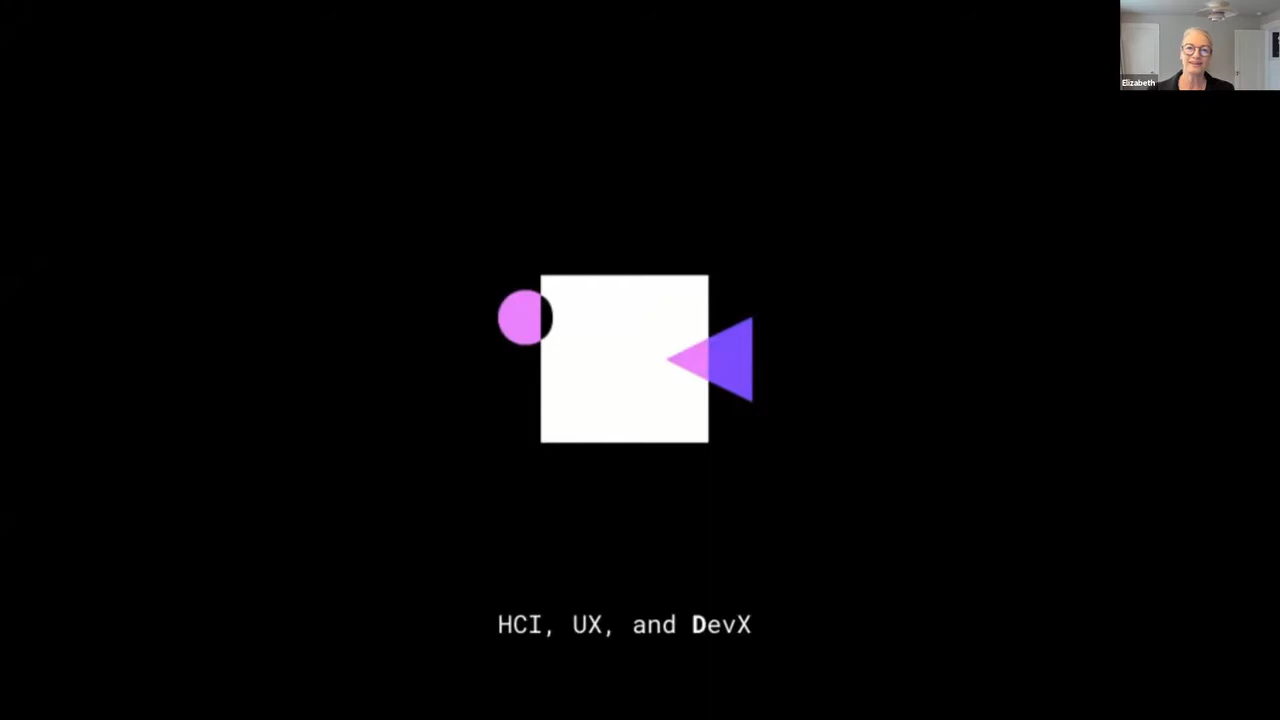 Elizabeth
HCI, UX, and DevX